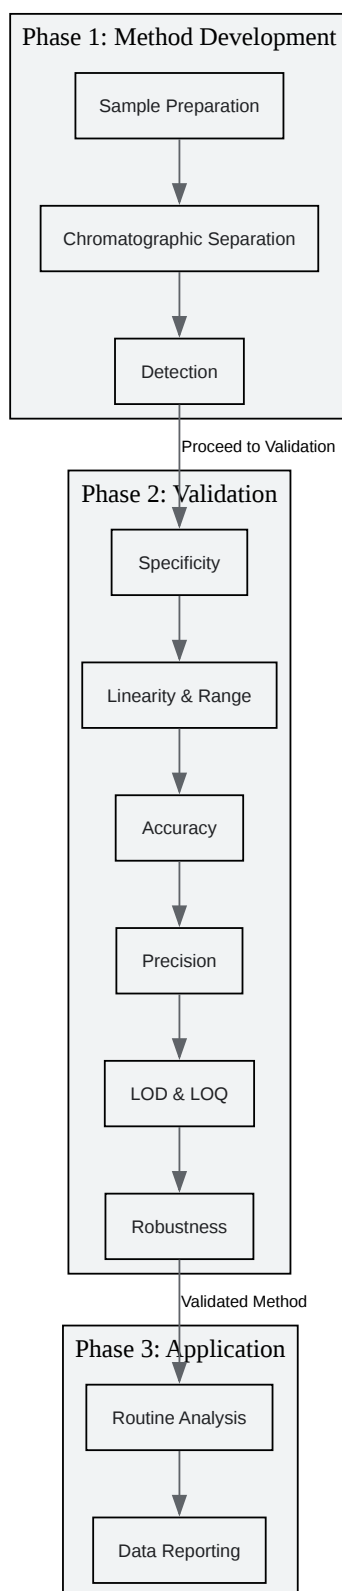 Phase 1: Method Development
Sample Preparation
Chromatographic Separation
Detection
Proceed to Validation
Phase 2: Validation
Specificity
Linearity & Range
Accuracy
Precision
LOD & LOQ
Robustness
Validated Method
Phase 3: Application
Routine Analysis
Data Reporting